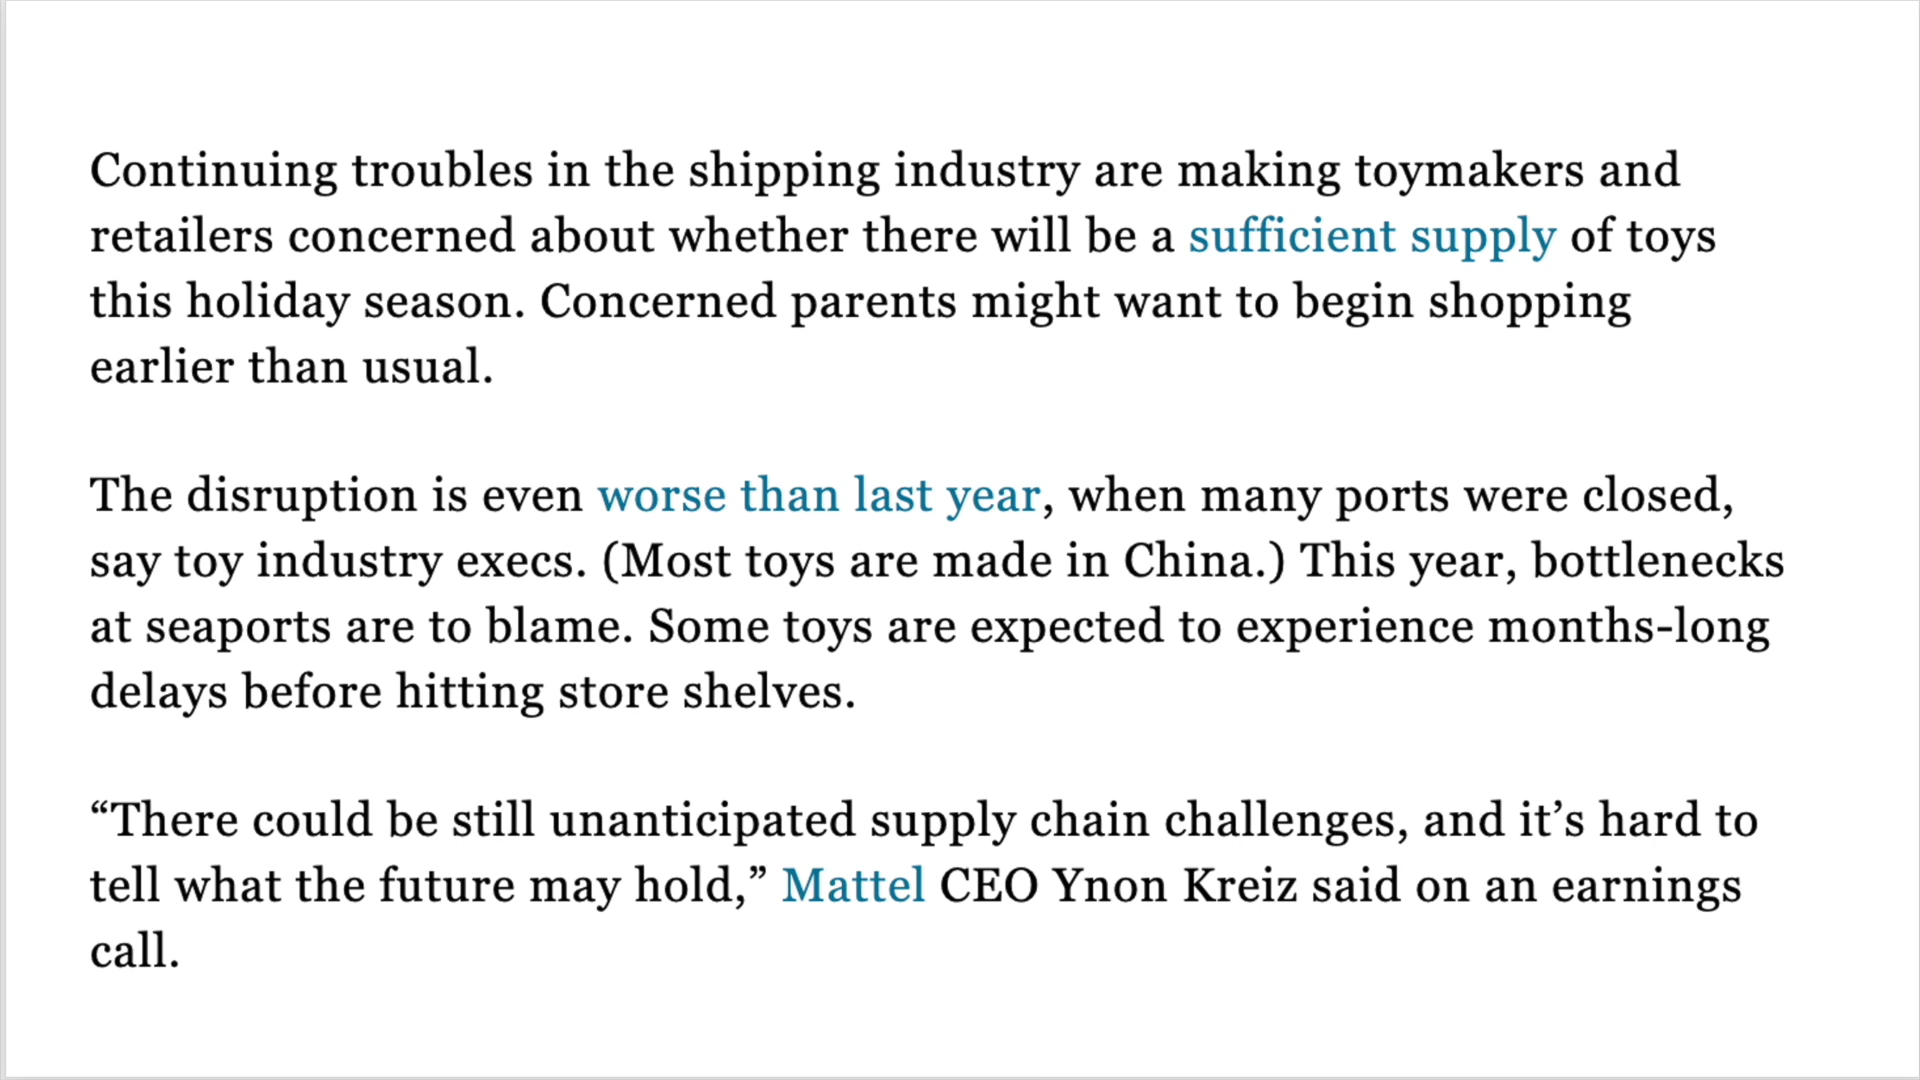 Continuing troubles in the shipping industry are making toymakers and
retailers concerned about whether there will be a sufficient supply of toys
this holiday season. Concerned parents might want to begin shopping
earlier than usual.
The disruption is even worse than last year, when many ports were closed,
say toy industry execs. (Most toys are made in China.) This year, bottlenecks
at seaports are to blame. Some toys are expected to experience months-long
delays before hitting store shelves.
“There could be still unanticipated supply chain challenges, and it’s hard to
tell what the future may hold,” Mattel CEO Ynon Kreiz said on an earnings
call.